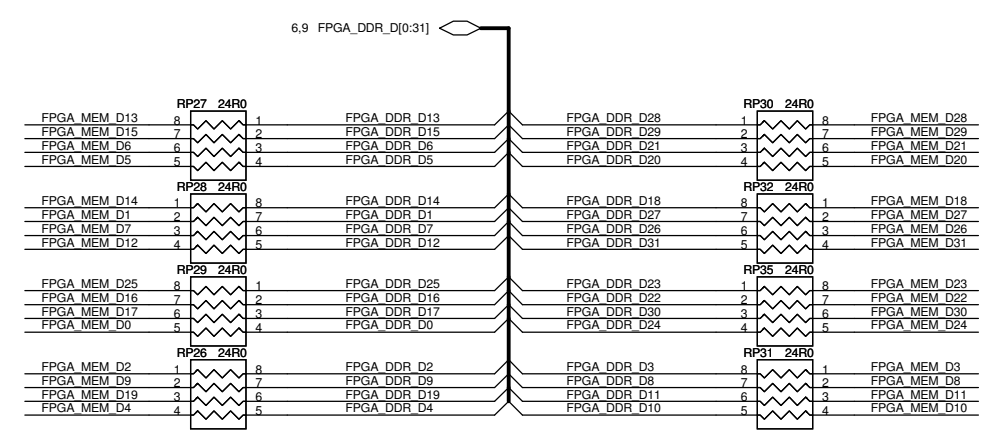 6,9 FPGA_DDR_D[0:31]
RP27 24R0 RP30 24R0
FPGA_MEM_D13 8 1 FPGA_DDR_D13 FPGA_DDR_D28 1 8 FPGA_MEM_D28
FPGA_MEM_D15 7 2 FPGA_DDR_D15 FPGA_DDR_D29 2 7 FPGA_MEM_D29
FPGA_MEM_D6 6 3 FPGA_DDR_D6 FPGA_DDR_D21 3 6 FPGA_MEM_D21
FPGA_MEM_D5 5 4 FPGA_DDR_D5 FPGA_DDR_D20 4 5 FPGA_MEM_D20
RP28 24R0 RP32 24R0
FPGA_MEM_D14 1 8 FPGA_DDR_D14 FPGA_DDR_D18 8 1 FPGA_MEM_D18
FPGA_MEM_D1 2 7 FPGA_DDR_D1 FPGA_DDR_D27 7 2 FPGA_MEM_D27
FPGA_MEM_D7 3 6 FPGA_DDR_D7 FPGA_DDR_D26 6 3 FPGA_MEM_D26
FPGA_MEM_D12 4 5 FPGA_DDR_D12 FPGA_DDR_D31 5 4 FPGA_MEM_D31
RP29 24R0 RP35 24R0
FPGA_MEM_D25 8 1 FPGA_DDR_D25 FPGA_DDR_D23 1 8 FPGA_MEM_D23
FPGA_MEM_D16 7 2 FPGA_DDR_D16 FPGA_DDR_D22 2 7 FPGA_MEM_D22
FPGA_MEM_D17 6 3 FPGA_DDR_D17 FPGA_DDR_D30 3 6 FPGA_MEM_D30
FPGA_MEM_D0 5 4 FPGA_DDR_D0 FPGA_DDR_D24 4 5 FPGA_MEM_D24
RP26 24R0 RP31 24R0
FPGA_MEM_D2 1 8 FPGA_DDR_D2 FPGA_DDR_D3 8 1 FPGA_MEM_D3
FPGA_MEM_D9 2 7 FPGA_DDR_D9 FPGA_DDR_D8 7 2 FPGA_MEM_D8
FPGA_MEM_D19 3 6 FPGA_DDR_D19 FPGA_DDR_D11 6 3 FPGA_MEM_D11
FPGA_MEM_D4 4 5 FPGA_DDR_D4 FPGA_DDR_D10 5 4 FPGA_MEM_D10